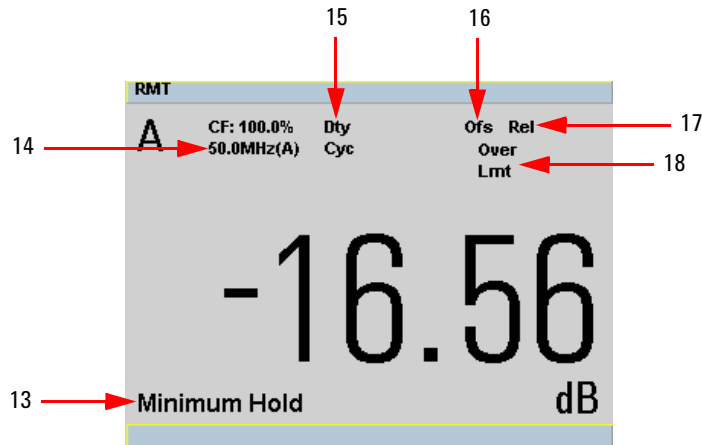 15
16
RMT
A
CF: 100.0%
Dty
Ofs Rel
17
14
50.0MHz(A)
Cyc
Over
Lmt
18
-16.56
13
Minimum Hold
dB